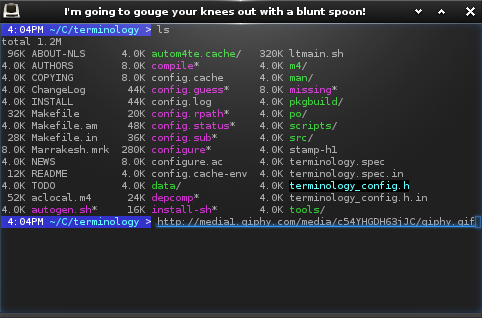 I'm going to gouge your knees out with a blunt spoon!
4:04PM ~/C/terminology > ls
total 1.2M
96K ABOUT-NLS 4.0K autom4te.cache/ 320K ltmain.sh
4.0K AUTHORS 8.0K compile* 4.0K m4/
4.0K COPYING 8.0K config.cache 4.0K man/
4.0K ChangeLog 44K config.guess* 8.0K missing*
4.0K INSTALL 44K config.log 4.0K pkgbuild/
32K Makefile 20K config.rpath* 4.0K po/
4.0K Makefile.am 48K config.status* 4.0K scripts/
28K Makefile.in 36K config.sub* 4.0K src/
8.0K Marrakesh.mrk 280K configure* 4.0K stamp-h1
4.0K NEWS 8.0K configure.ac 4.0K terminology.spec
12K README 4.0K config.cache-env 4.0K terminology.spec.in
4.0K TODO 4.0K data/ 4.0K terminology_config.h
52K aclocal.m4 24K depcomp* 4.0K terminology_config.h.in
4.0K autogen.sh* 16K install-sh* 4.0K tools/
4:04PM ~/C/terminology > http://media1.giphy.com/media/c54YHGDH63jJC/giphy.gif